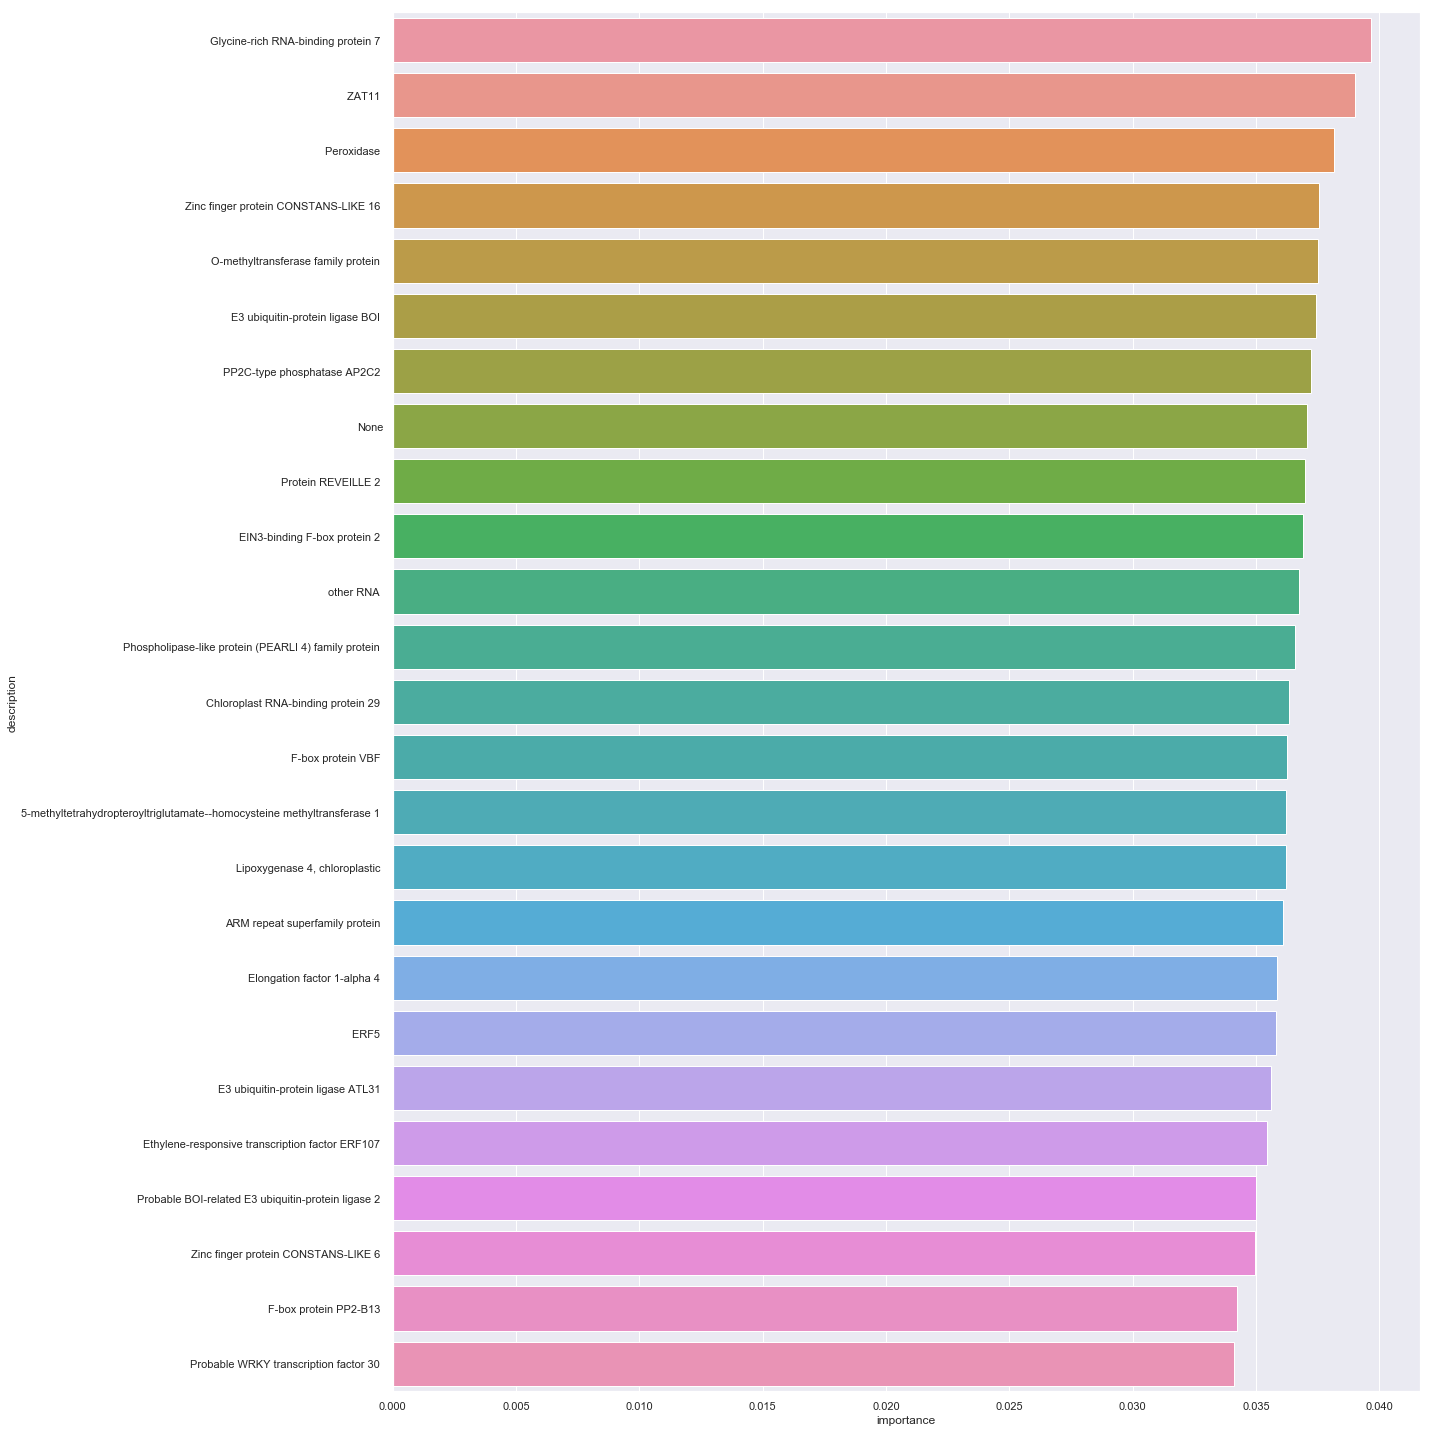 Glycine-rich RNA-binding protein 7
ZAT11
Peroxidase
Zinc finger protein CONSTANS-LIKE 16
O-methyltransferase family protein
E3 ubiquitin-protein ligase BOI
PP2C-type phosphatase AP2C2
None
Protein REVEILLE 2
EIN3-binding F-box protein 2
other RNA
Phospholipase-like protein (PEARLI 4) family protein
Chloroplast RNA-binding protein 29
F-box protein VBF
5-methyltetrahydropteroyltriglutamate--homocysteine methyltransferase 1
Lipoxygenase 4, chloroplastic
ARM repeat superfamily protein
Elongation factor 1-alpha 4
ERF5
E3 ubiquitin-protein ligase ATL31
Ethylene-responsive transcription factor ERF107
Probable BOI-related E3 ubiquitin-protein ligase 2
Zinc finger protein CONSTANS-LIKE 6
F-box protein PP2-B13
Probable WRKY transcription factor 30
description
0.000 0.005 0.010 0.015 0.020 0.025 0.030 0.035 0.040
importance